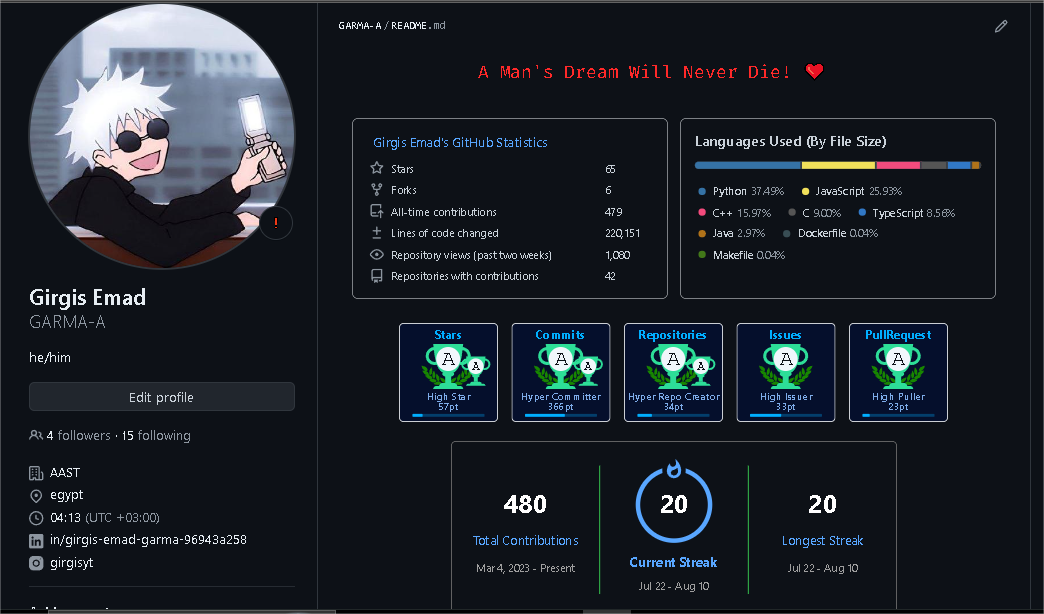 GARMA-A / README.md
A Man's Dream Will Never Die! ❤
!
Girgis Emad
GARMA-A
he/him
Edit profile
4 followers · 15 following
AAST
egypt
04:13 (UTC +03:00)
in/girgis-emad-garma-96943a258
girgisyt
Girgis Emad's GitHub Statistics
Stars 65
Forks 6
All-time contributions 479
Lines of code changed 220,151
Repository views (past two weeks) 1,080
Repositories with contributions 42
Languages Used (By File Size)
Python 37.49% JavaScript 25.93%
C++ 15.97% C 9.00% TypeScript 8.56%
Java 2.97% Dockerfile 0.04%
Makefile 0.04%
Stars
A
A
High Star
57pt
Commits
A
A
Hyper Committer
366pt
Repositories
A
A
Hyper Repo Creator
34pt
Issues
A
High Issuer
33pt
PullRequest
A
High Puller
23pt
480
Total Contributions
Mar 4, 2023 - Present
20
Current Streak
Jul 22 - Aug 10
20
Longest Streak
Jul 22 - Aug 10